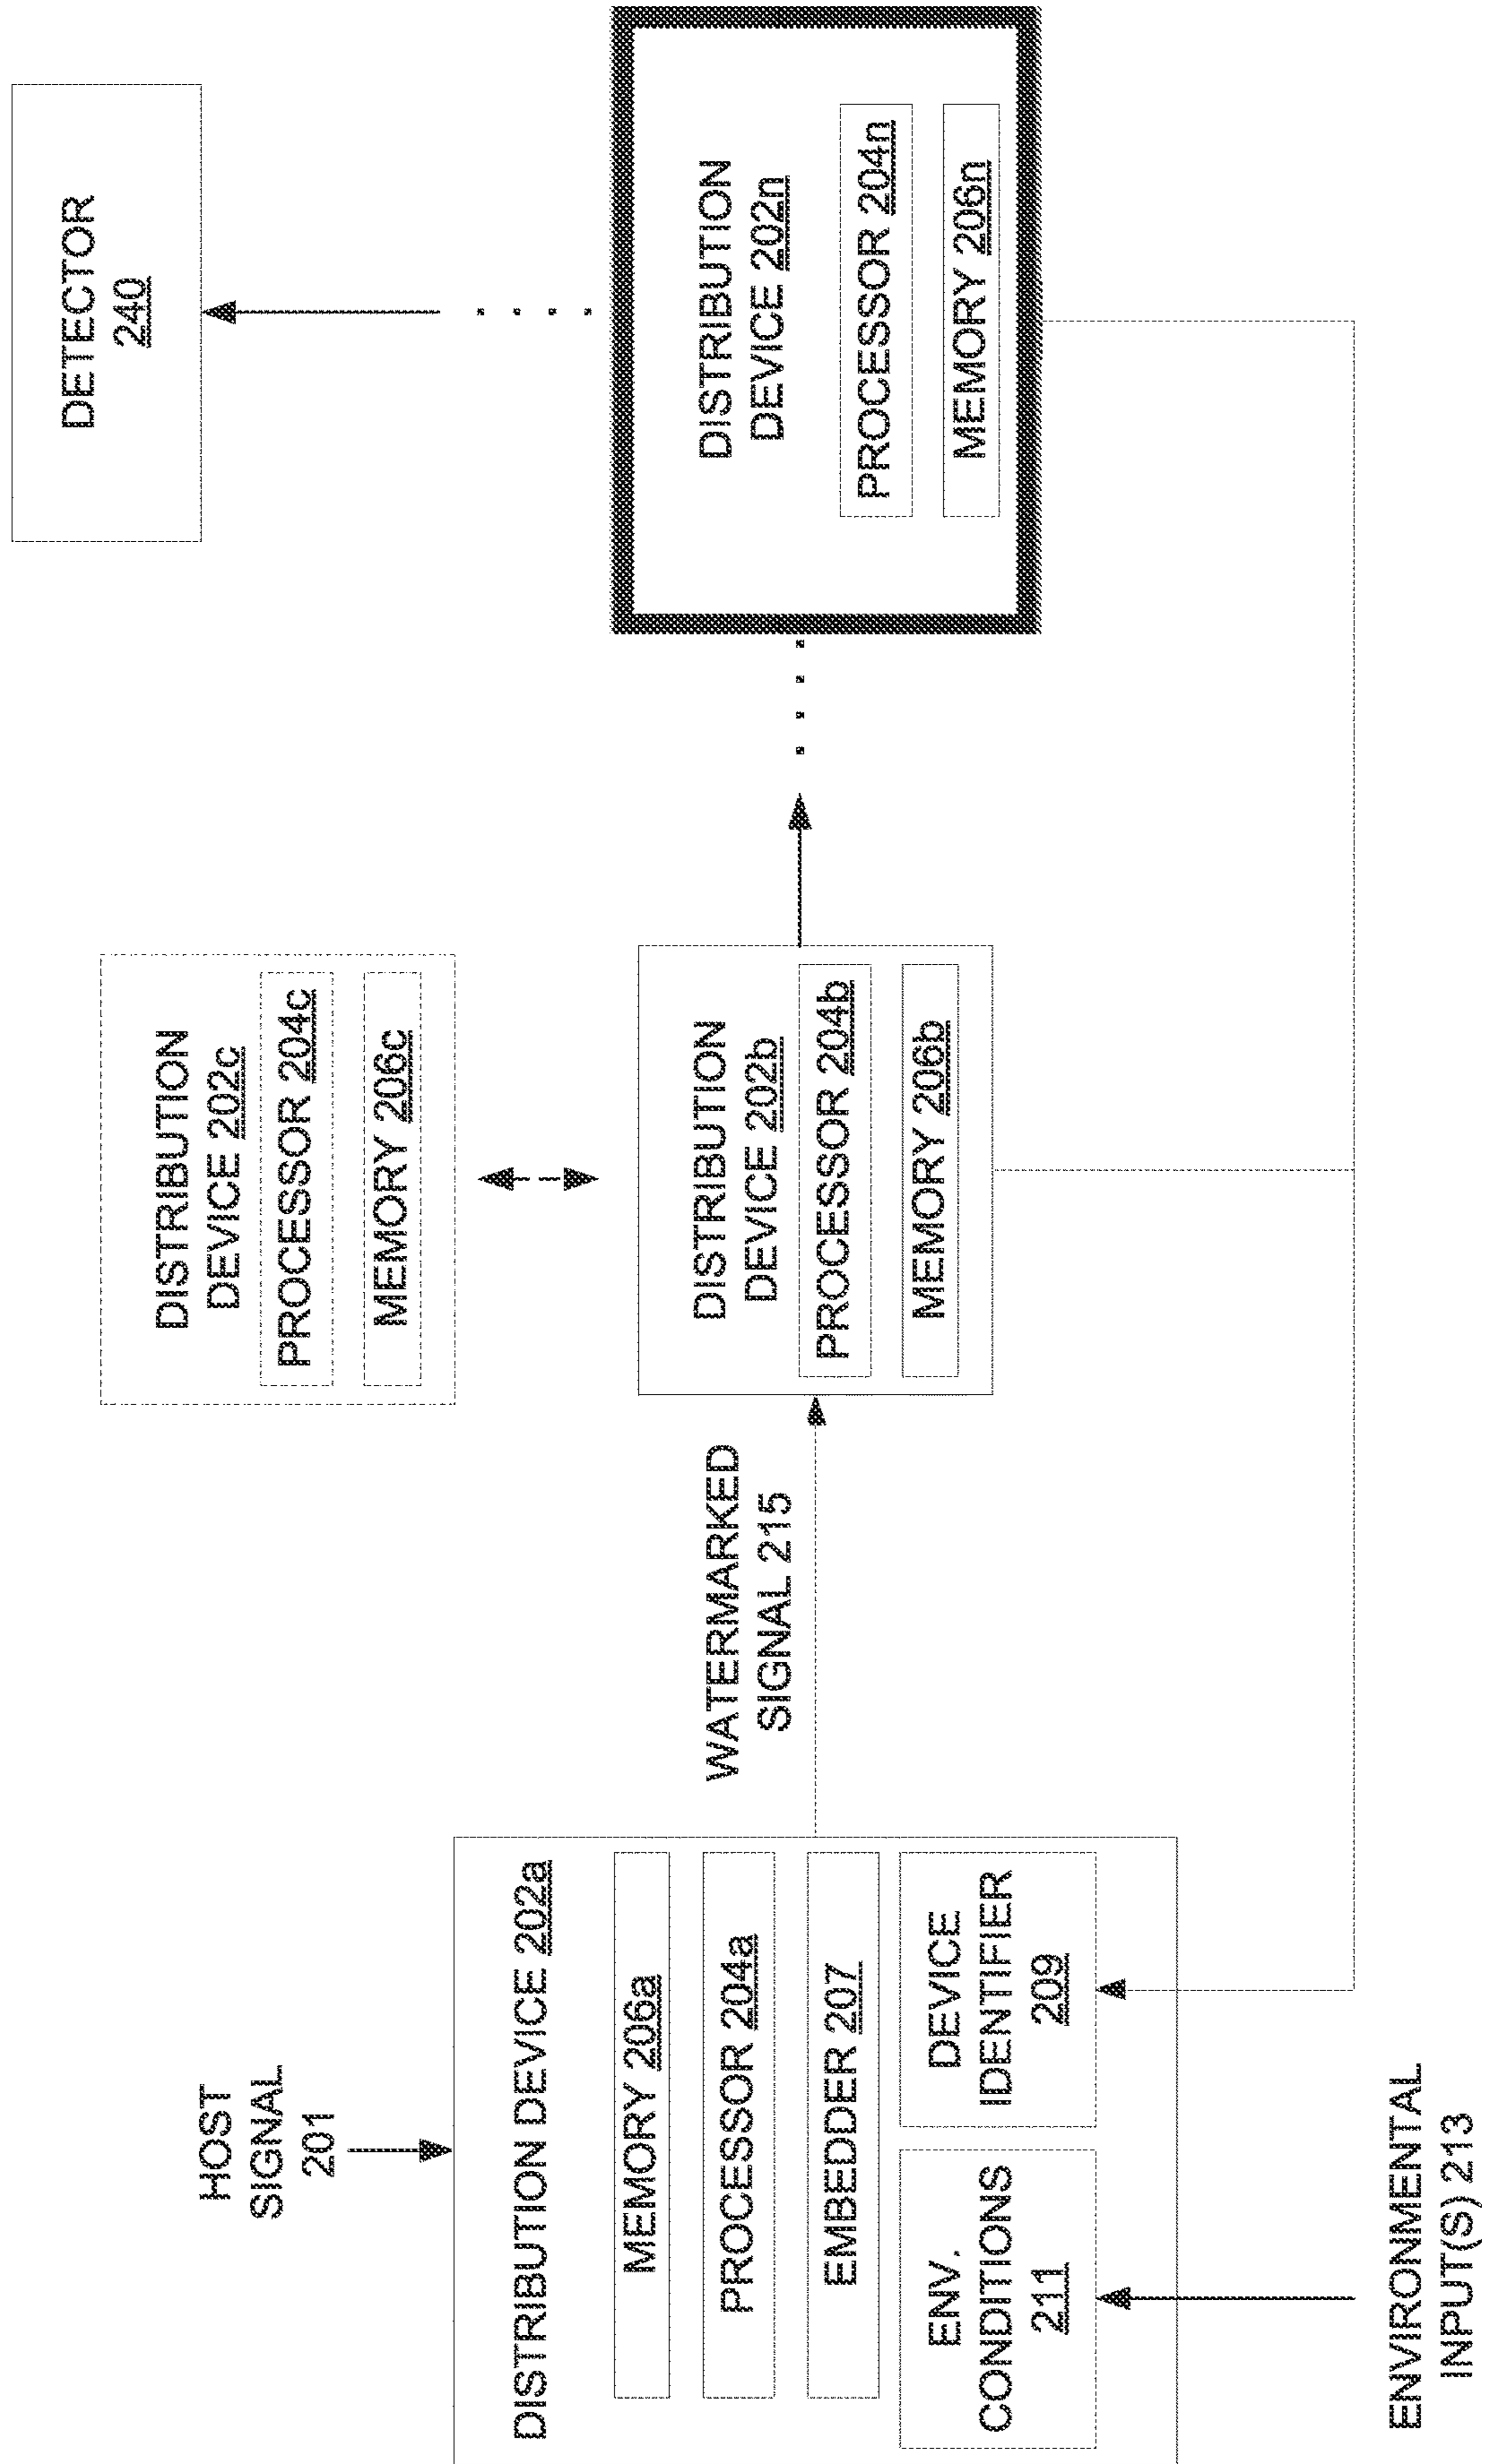 HOST
SIGNAL
201
DISTRIBUTION DEVICE 202a
MEMORY 206a
PROCESSOR 204a
EMBEDDER 207
ENV.
CONDITIONS
211
DEVICE
IDENTIFIER
209
ENVIRONMENTAL
INPUT(S) 213
WATERMARKED
SIGNAL 215
DISTRIBUTION
DEVICE 202c
PROCESSOR 204c
MEMORY 206c
DISTRIBUTION
DEVICE 202b
PROCESSOR 204b
MEMORY 206b
DETECTOR
240
DISTRIBUTION
DEVICE 202n
PROCESSOR 204n
MEMORY 206n